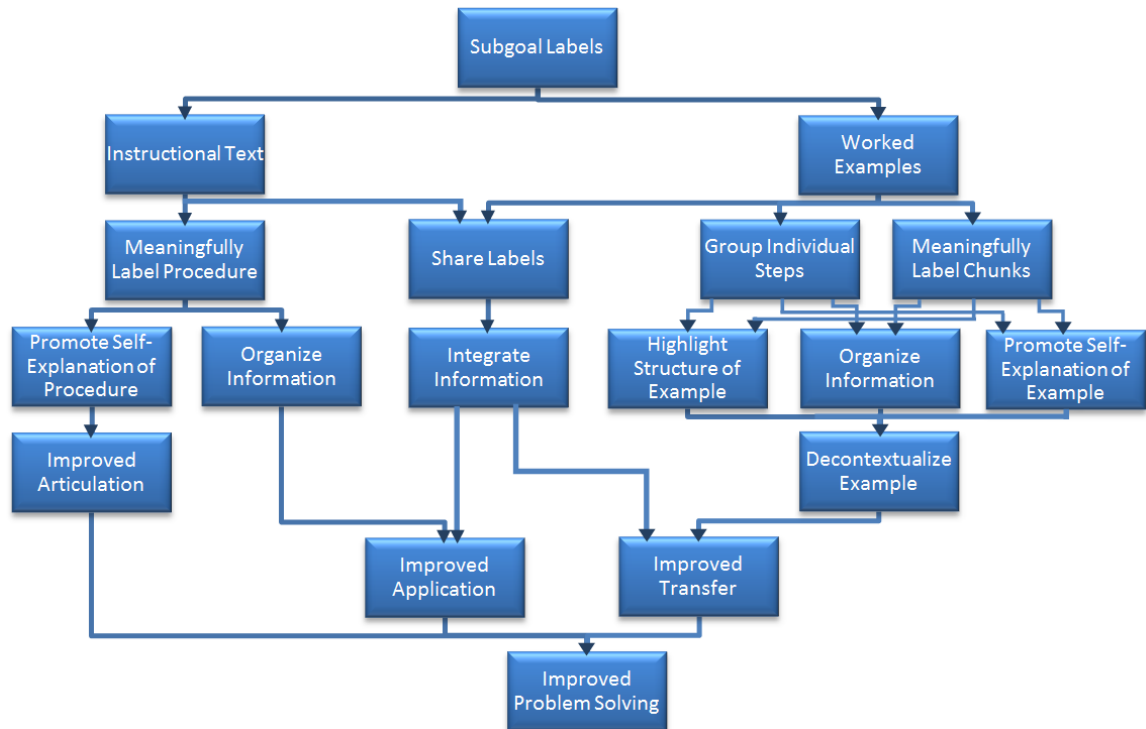 Subgoal Labels
Instructional Text
Worked
Examples
Meaningfully
Label Procedure
Share Labels
Group Individual
Steps
Meaningfully
Label Chunks
Promote Self-
Explanation of
Procedure
Organize
Information
Integrate
Information
Highlight
Structure of
Example
Organize
Information
Promote Self-
Explanation of
Example
Improved
Articulation
Decontextualize
Example
Improved
Application
Improved
Transfer
Improved
Problem Solving